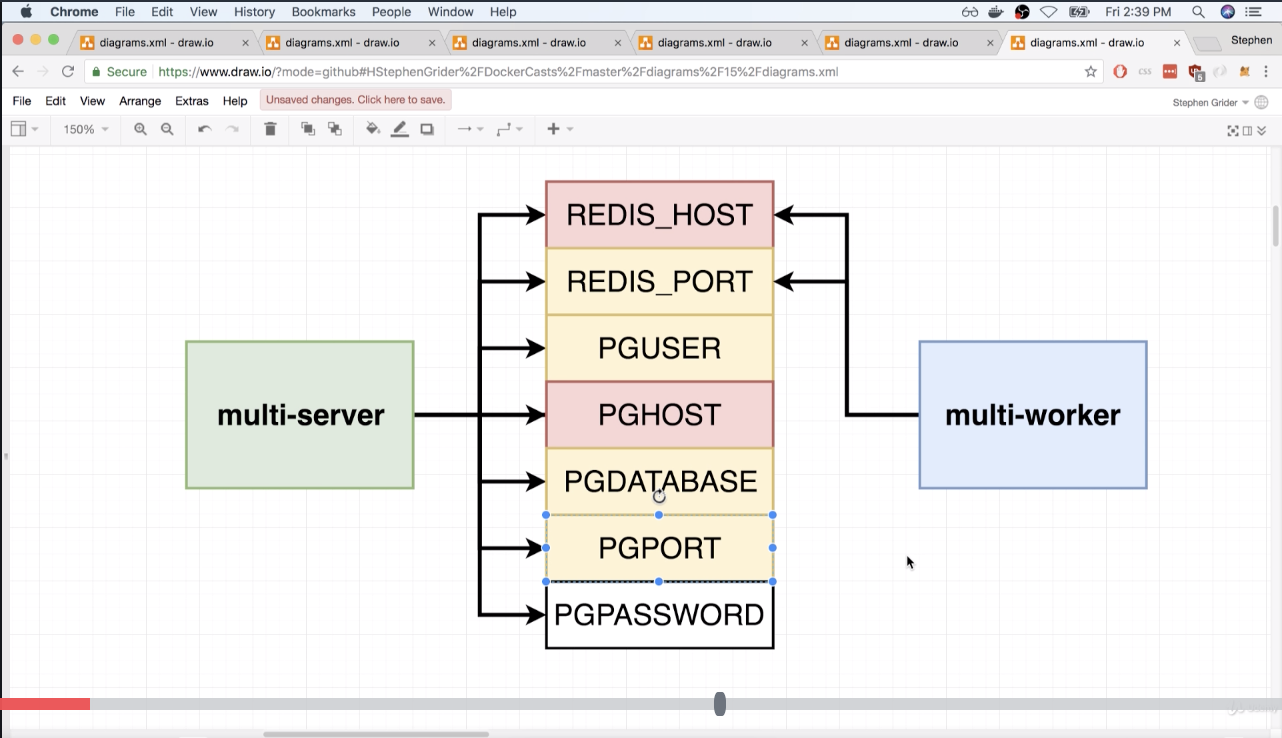 Chrome File Edit View History Bookmarks People Window Help Fri 2:39 PM
diagrams.xml - draw.io diagrams.xml - draw.io diagrams.xml - draw.io diagrams.xml - draw.io diagrams.xml - draw.io diagrams.xml - draw.io Stephen
Secure https://www.draw.io/?mode=github#HStephenGrider%2FDockerCasts%2Fmaster%2Fdiagrams%2F15%2Fdiagrams.xml CSS 5
File Edit View Arrange Extras Help Unsaved changes. Click here to save. Stephen Grider
150%
REDIS_HOST
REDIS_PORT
PGUSER
multi-server
PGHOST
multi-worker
PGDATABASE
PGPORT
PGPASSWORD